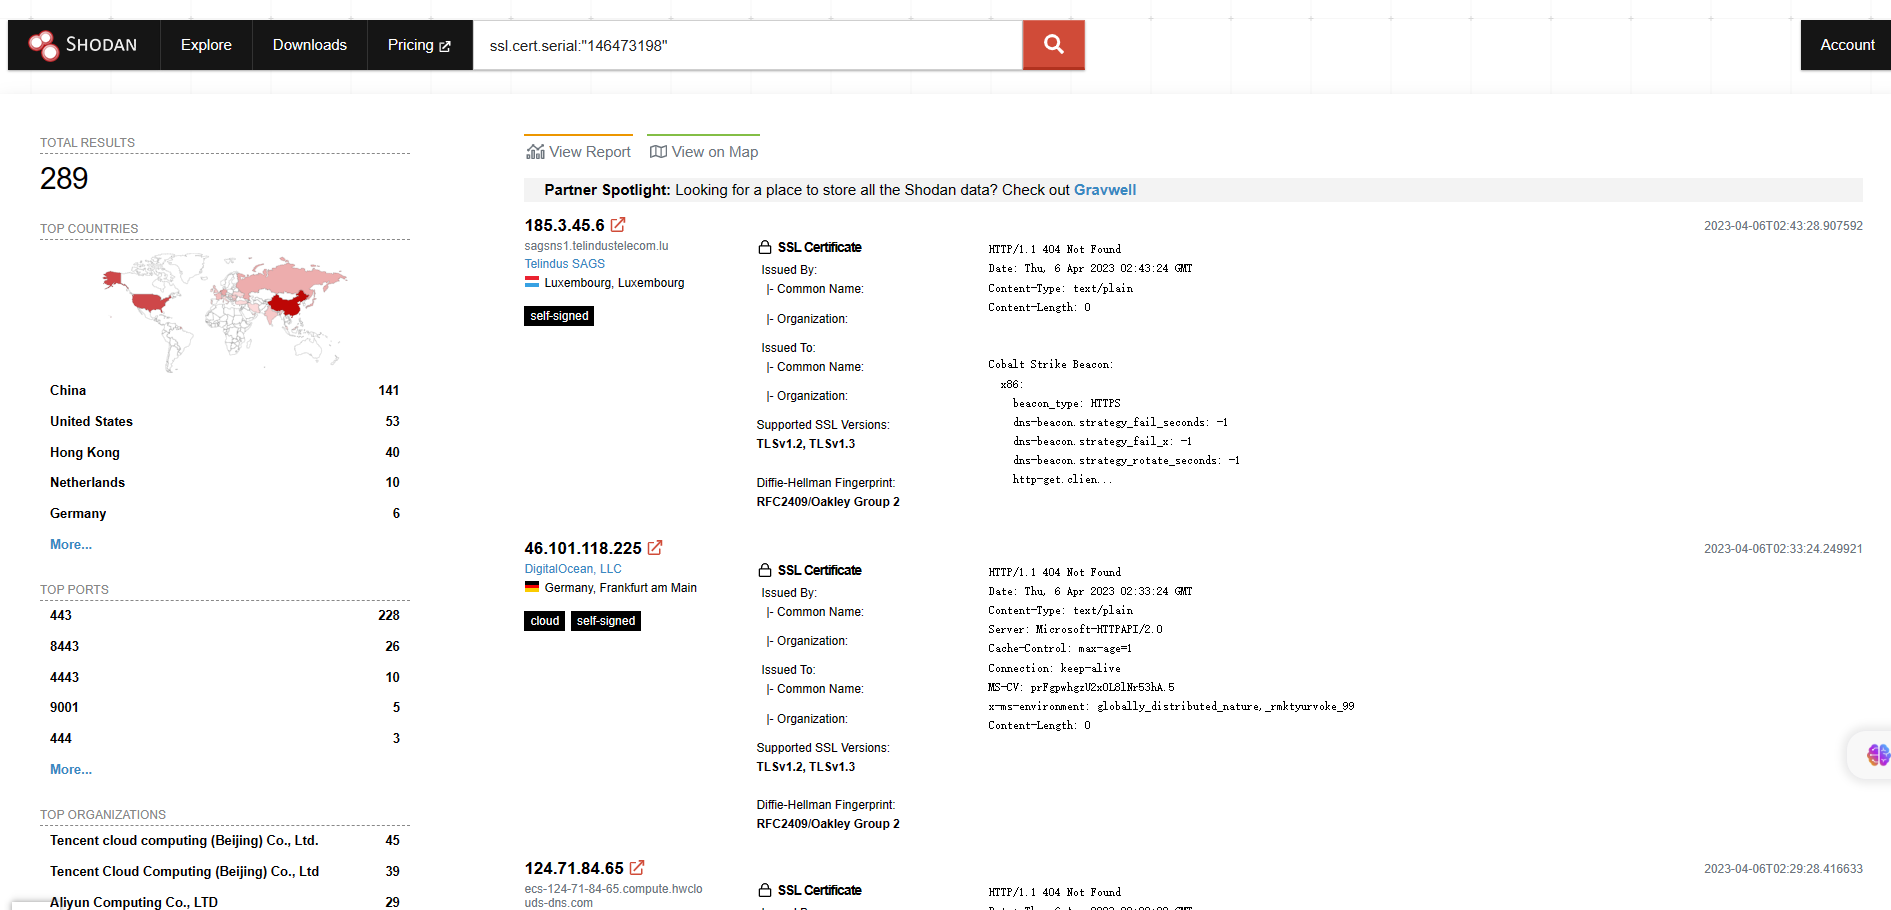 SHODAN
Explore
Downloads
Pricing
ssl.cert.serial:"146473198"
Account
TOTAL RESULTS
289
TOP COUNTRIES
China 141
United States 53
Hong Kong 40
Netherlands 10
Germany 6
More...
TOP PORTS
443 228
8443 26
4443 10
9001 5
444 3
More...
TOP ORGANIZATIONS
Tencent cloud computing (Beijing) Co., Ltd. 45
Tencent Cloud Computing (Beijing) Co., Ltd 39
Aliyun Computing Co., LTD 29
View Report
View on Map
Partner Spotlight: Looking for a place to store all the Shodan data? Check out Gravwell
185.3.45.6
2023-04-06T02:43:28.907592
sagsns1.telindustelecom.lu
Telindus SAGS
Luxembourg, Luxembourg
self-signed
SSL Certificate
Issued By:
|- Common Name:
|- Organization:
Issued To:
|- Common Name:
|- Organization:
Supported SSL Versions:
TLSv1.2, TLSv1.3
Diffie-Hellman Fingerprint:
RFC2409/Oakley Group 2
HTTP/1.1 404 Not Found
Date: Thu, 6 Apr 2023 02:43:24 GMT
Content-Type: text/plain
Content-Length: 0
Cobalt Strike Beacon:
x86:
beacon_type: HTTPS
dns-beacon.strategy_fail_seconds: -1
dns-beacon.strategy_fail_x: -1
dns-beacon.strategy_rotate_seconds: -1
http-get.clien...
46.101.118.225
2023-04-06T02:33:24.249921
DigitalOcean, LLC
Germany, Frankfurt am Main
cloud
self-signed
SSL Certificate
Issued By:
|- Common Name:
|- Organization:
Issued To:
|- Common Name:
|- Organization:
Supported SSL Versions:
TLSv1.2, TLSv1.3
Diffie-Hellman Fingerprint:
RFC2409/Oakley Group 2
HTTP/1.1 404 Not Found
Date: Thu, 6 Apr 2023 02:33:24 GMT
Content-Type: text/plain
Server: Microsoft-HTTPAPI/2.0
Cache-Control: max-age=1
Connection: keep-alive
MS-CV: prFgpwhgzU2xOL8lNr53hA.5
x-ms-environment: globally_distributed_nature,_rmktyurvoke_99
Content-Length: 0
124.71.84.65
2023-04-06T02:29:28.416633
ecs-124-71-84-65.compute.hwclo
uds-dns.com
SSL Certificate
HTTP/1.1 404 Not Found